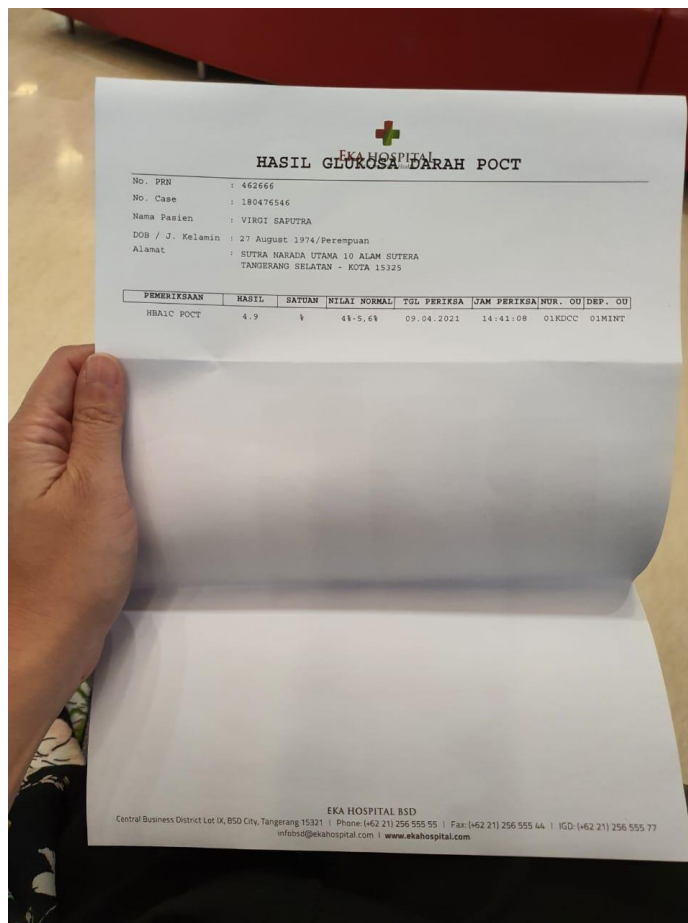 EKA HOSPITAL
HASIL GLUKOSA DARAH POCT
No. PRN : 462666
No. Case : 180476546
Nama Pasien : VIRGI SAPUTRA
DOB / J. Kelamin : 27 August 1974/Perempuan
Alamat : SUTRA NARADA UTAMA 10 ALAM SUTERA
TANGERANG SELATAN - KOTA 15325
PEMERIKSAAN HASIL SATUAN NILAI NORMAL TGL PERIKSA JAM PERIKSA NUR. OU DEP. OU
HBA1C POCT 4.9 % 4%-5,6% 09.04.2021 14:41:08 01KDCC 01MINT
EKA HOSPITAL BSD
Central Business District Lot IX, BSD City, Tangerang 15321 | Phone: (+62 21) 256 555 55 | Fax: (+62 21) 256 555 44 | IGD: (+62 21) 256 555 77
infobsd@ekahospital.com | www.ekahospital.com